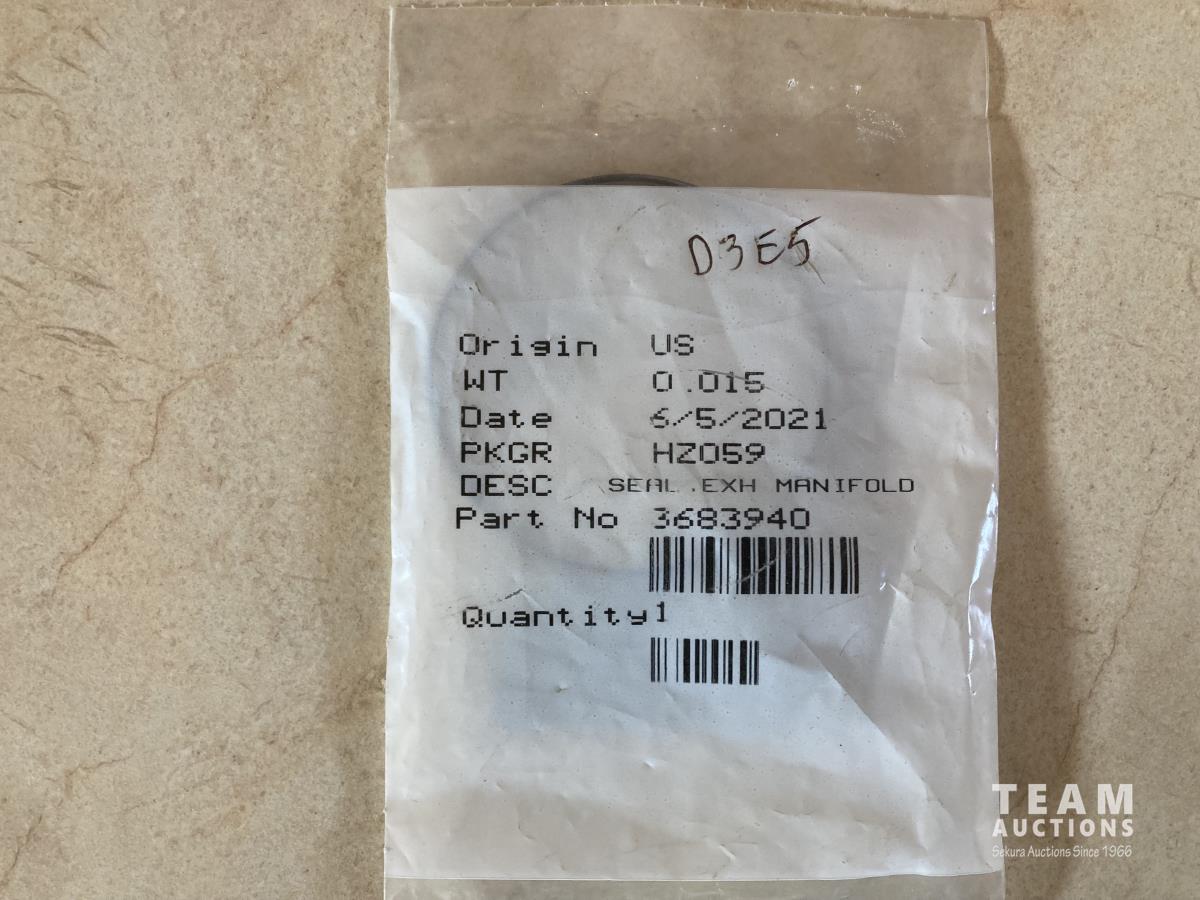 D3E5
Origin US
WT 0.015
Date 6/5/2021
PKGR HZ059
DESC SEAL,EXH MANIFOLD
Part No 3683940
Quantity1
TEAM
AUCTIONS
Sekura Auctions Since 1966